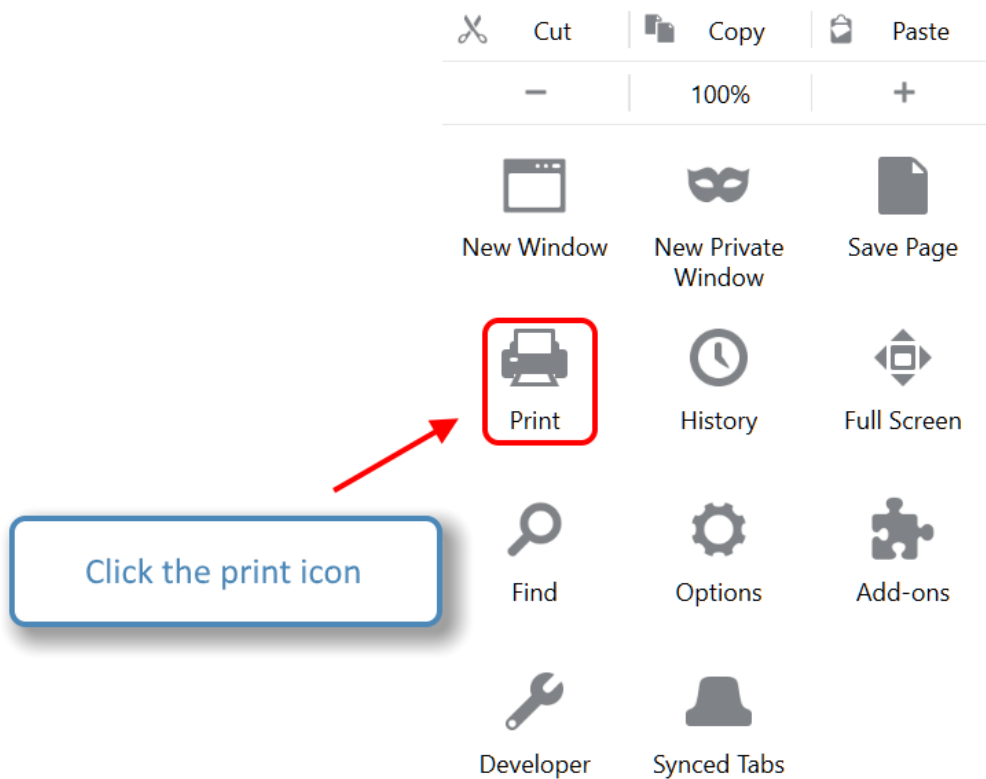 Cut Copy Paste
− 100% +
New Window New Private Window Save Page
Print History Full Screen
Click the print icon
Find Options Add-ons
Developer Synced Tabs